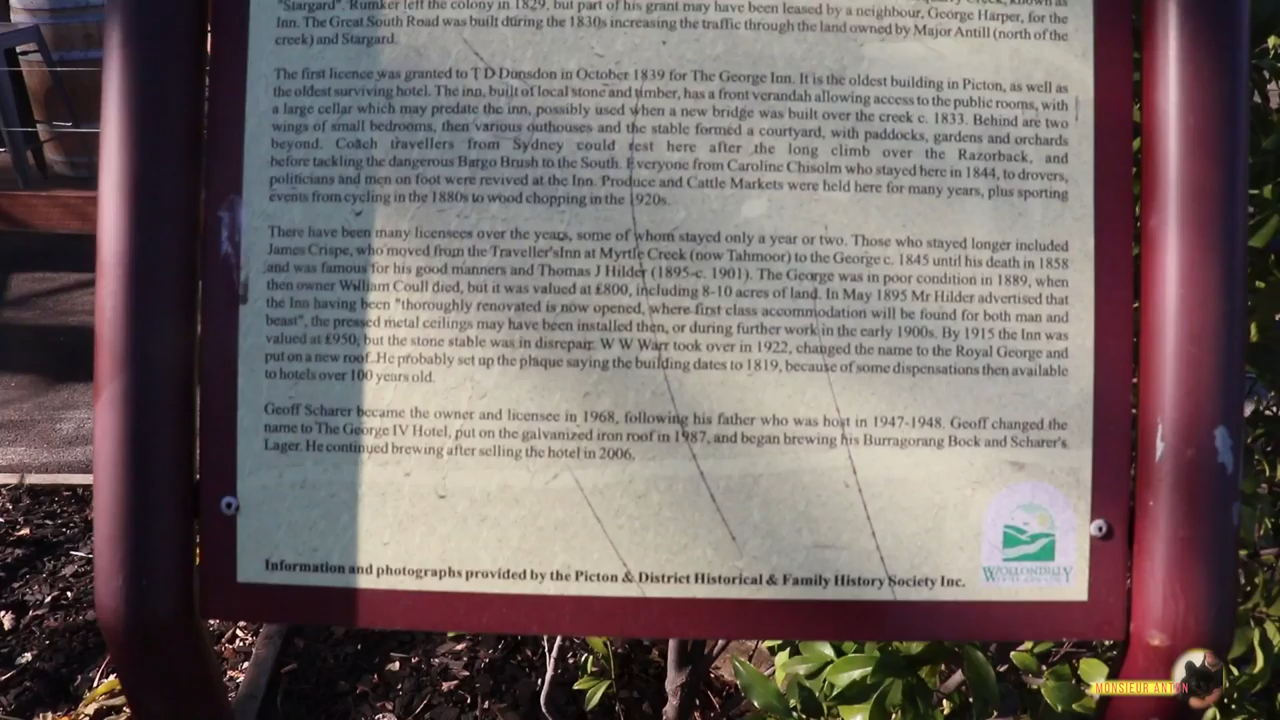 "Stargard". Rumker left the colony in 1829, but part of his grant may have been leased by a neighbour, George Harper, for the
Inn. The Great South Road was built during the 1830s increasing the traffic through the land owned by Major Antill (north of the
creek) and Stargard.
The first licence was granted to T D Dunsdon in October 1839 for The George Inn. It is the oldest building in Picton, as well as
the oldest surviving hotel. The inn, built of local stone and timber, has a front verandah allowing access to the public rooms, with
a large cellar which may predate the inn, possibly used when a new bridge was built over the creek c. 1833. Behind are two
wings of small bedrooms, then various outhouses and the stable formed a courtyard, with paddocks, gardens and orchards
beyond. Coach travellers from Sydney could rest here after the long climb over the Razorback, and
before tackling the dangerous Bargo Brush to the South. Everyone from Caroline Chisolm who stayed here in 1844, to drovers,
politicians and men on foot were revived at the Inn. Produce and Cattle Markets were held here for many years, plus sporting
events from cycling in the 1880s to wood chopping in the 1920s.
There have been many licensees over the years, some of whom stayed only a year or two. Those who stayed longer included
James Crispe, who moved from the Traveller'sInn at Myrtle Creek (now Tahmoor) to the George c. 1845 until his death in 1858
and was famous for his good manners and Thomas J Hilder (1895-c. 1901). The George was in poor condition in 1889, when
then owner William Coull died, but it was valued at £800, including 8-10 acres of land. In May 1895 Mr Hilder advertised that
the Inn having been "thoroughly renovated is now opened, where first class accommodation will be found for both man and
beast", the pressed metal ceilings may have been installed then, or during further work in the early 1900s. By 1915 the Inn was
valued at £950, but the stone stable was in disrepair. W W Warr took over in 1922, changed the name to the Royal George and
put on a new roof. He probably set up the plaque saying the building dates to 1819, because of some dispensations then available
to hotels over 100 years old.
Geoff Scharer became the owner and licensee in 1968, following his father who was host in 1947-1948. Geoff changed the
name to The George IV Hotel, put on the galvanized iron roof in 1987, and began brewing his Burragorang Bock and Scharer's
Lager. He continued brewing after selling the hotel in 2006.
Information and photographs provided by the Picton & District Historical & Family History Society Inc.
WOLLONDILLY
MONSIEUR ANTON